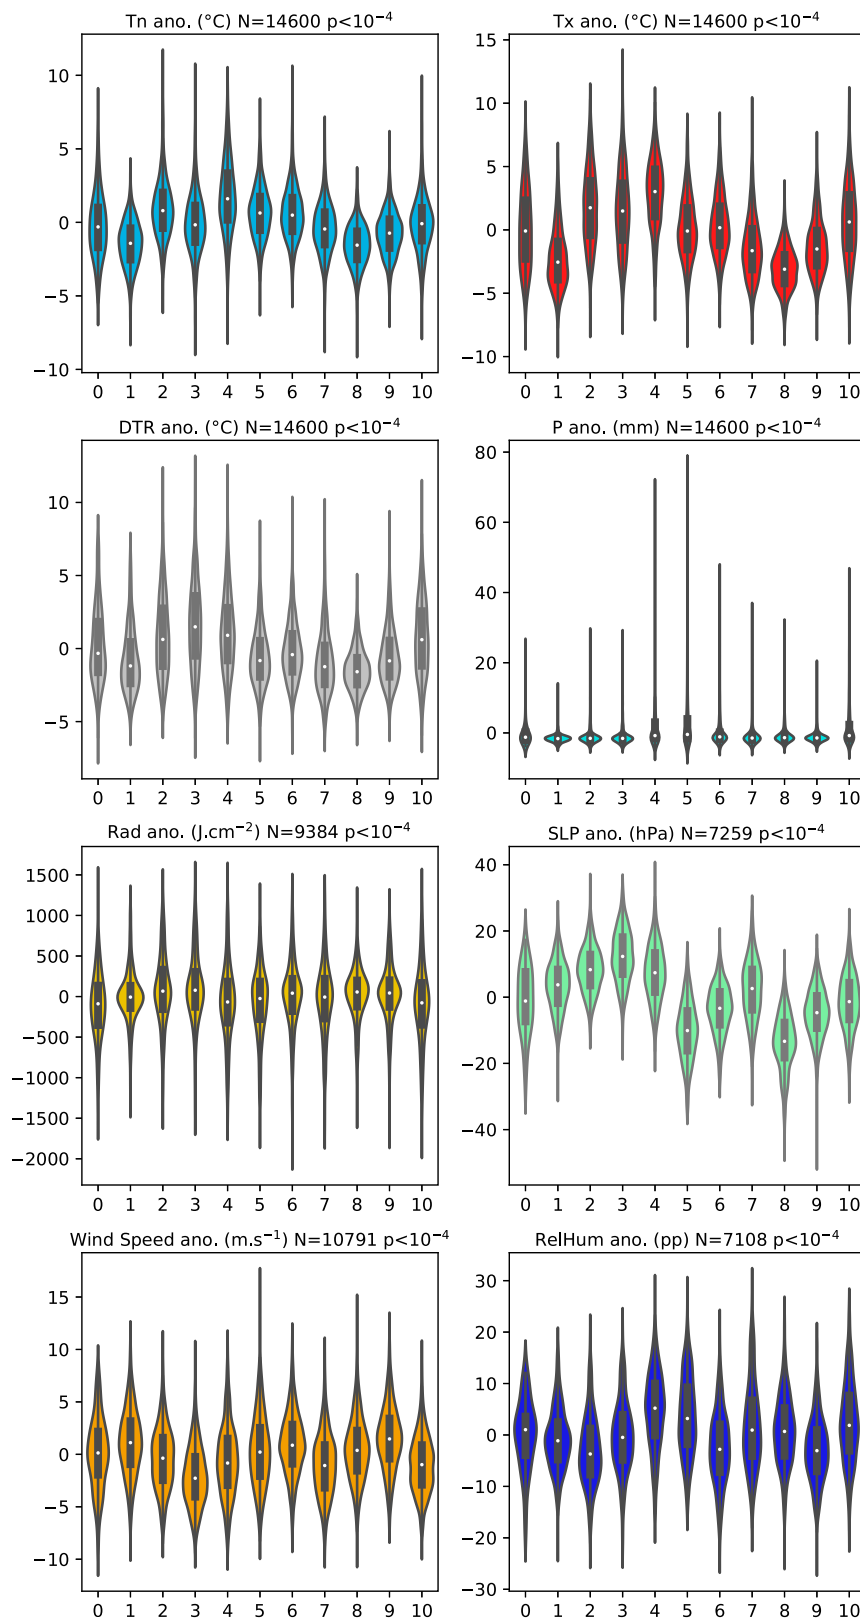 Tn ano. (°C) N=14600 p<10⁻⁴
10
5
0
−5
−10
0 1 2 3 4 5 6 7 8 9 10
Tx ano. (°C) N=14600 p<10⁻⁴
15
10
5
0
−5
−10
0 1 2 3 4 5 6 7 8 9 10
DTR ano. (°C) N=14600 p<10⁻⁴
10
5
0
−5
0 1 2 3 4 5 6 7 8 9 10
P ano. (mm) N=14600 p<10⁻⁴
80
60
40
20
0
0 1 2 3 4 5 6 7 8 9 10
Rad ano. (J.cm⁻²) N=9384 p<10⁻⁴
1500
1000
500
0
−500
−1000
−1500
−2000
0 1 2 3 4 5 6 7 8 9 10
SLP ano. (hPa) N=7259 p<10⁻⁴
40
20
0
−20
−40
0 1 2 3 4 5 6 7 8 9 10
Wind Speed ano. (m.s⁻¹) N=10791 p<10⁻⁴
15
10
5
0
−5
−10
0 1 2 3 4 5 6 7 8 9 10
RelHum ano. (pp) N=7108 p<10⁻⁴
30
20
10
0
−10
−20
−30
0 1 2 3 4 5 6 7 8 9 10